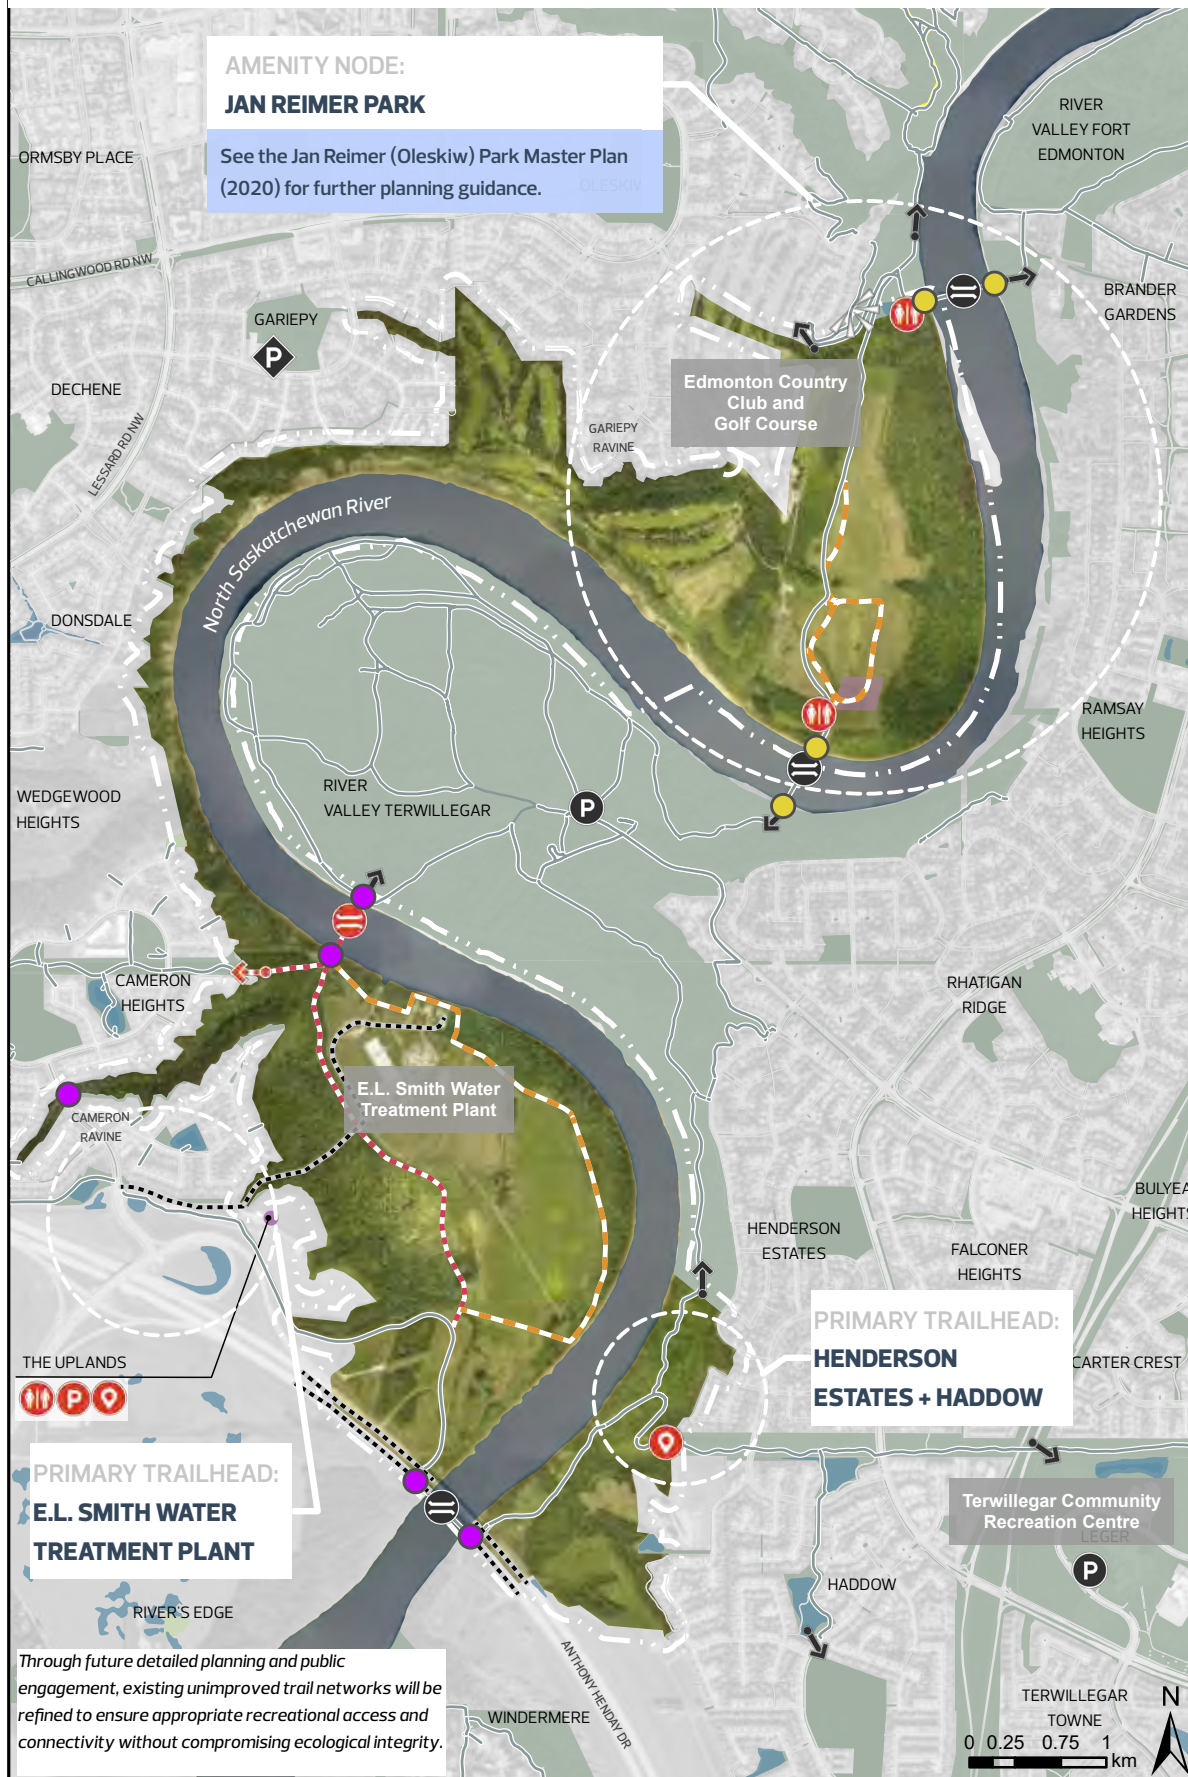 AMENITY NODE:
JAN REIMER PARK
See the Jan Reimer (Oleskiw) Park Master Plan
(2020) for further planning guidance.
OLESKIW
RIVER
VALLEY FORT
EDMONTON
ORMSBY PLACE
CALLINGWOOD RD NW
GARIEPY
P
BRANDER
GARDENS
DECHENE
LESSARD RD NW
Edmonton Country
Club and
Golf Course
GARIEPY
RAVINE
North Saskatchewan River
DONSDALE
RAMSAY
HEIGHTS
WEDGEWOOD
HEIGHTS
RIVER
VALLEY TERWILLEGAR
P
CAMERON
HEIGHTS
RHATIGAN
RIDGE
E.L. Smith Water
Treatment Plant
CAMERON
RAVINE
BULYEA
HEIGHTS
HENDERSON
ESTATES
FALCONER
HEIGHTS
PRIMARY TRAILHEAD:
HENDERSON
ESTATES + HADDOW
CARTER CREST
THE UPLANDS
P
PRIMARY TRAILHEAD:
E.L. SMITH WATER
TREATMENT PLANT
Terwillegar Community
Recreation Centre
LEGER
P
HADDOW
RIVER'S EDGE
ANTHONY HENDAY DR
Through future detailed planning and public
engagement, existing unimproved trail networks will be
refined to ensure appropriate recreational access and
connectivity without compromising ecological integrity.
WINDERMERE
TERWILLEGAR
TOWNE
N
0 0.25 0.75 1
km